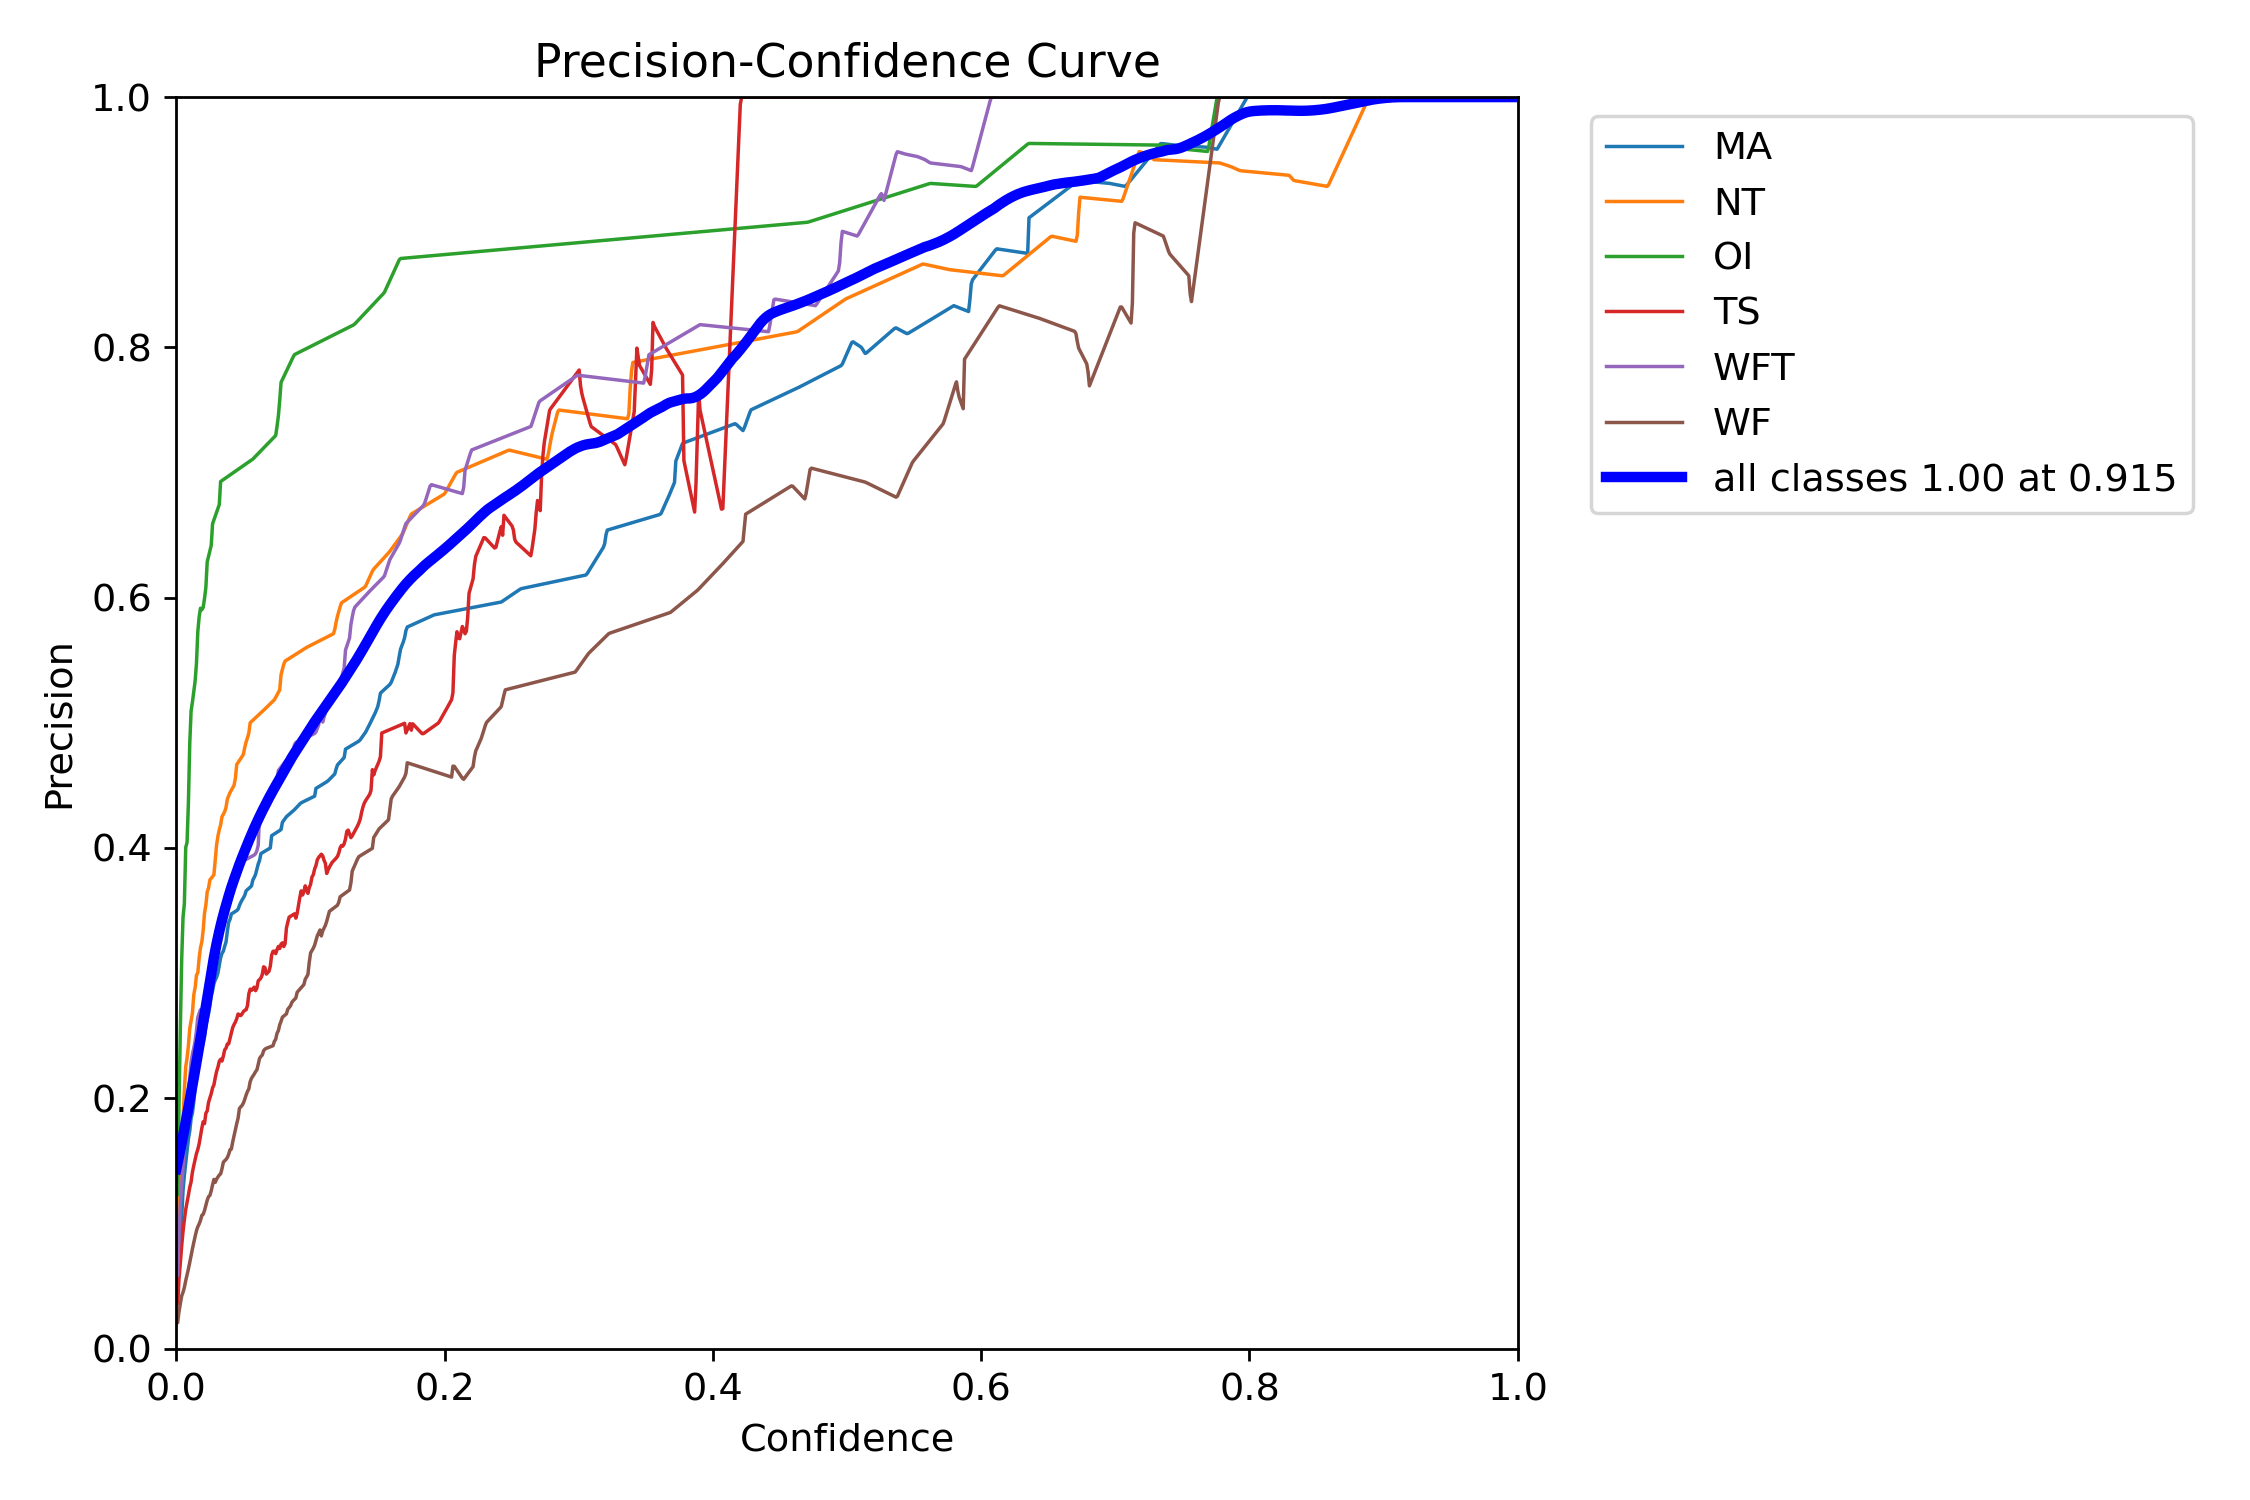 Precision-Confidence Curve
1.0
0.8
0.6
0.4
0.2
0.0
Precision
0.0 0.2 0.4 0.6 0.8 1.0
Confidence
MA
NT
OI
TS
WFT
WF
all classes 1.00 at 0.915